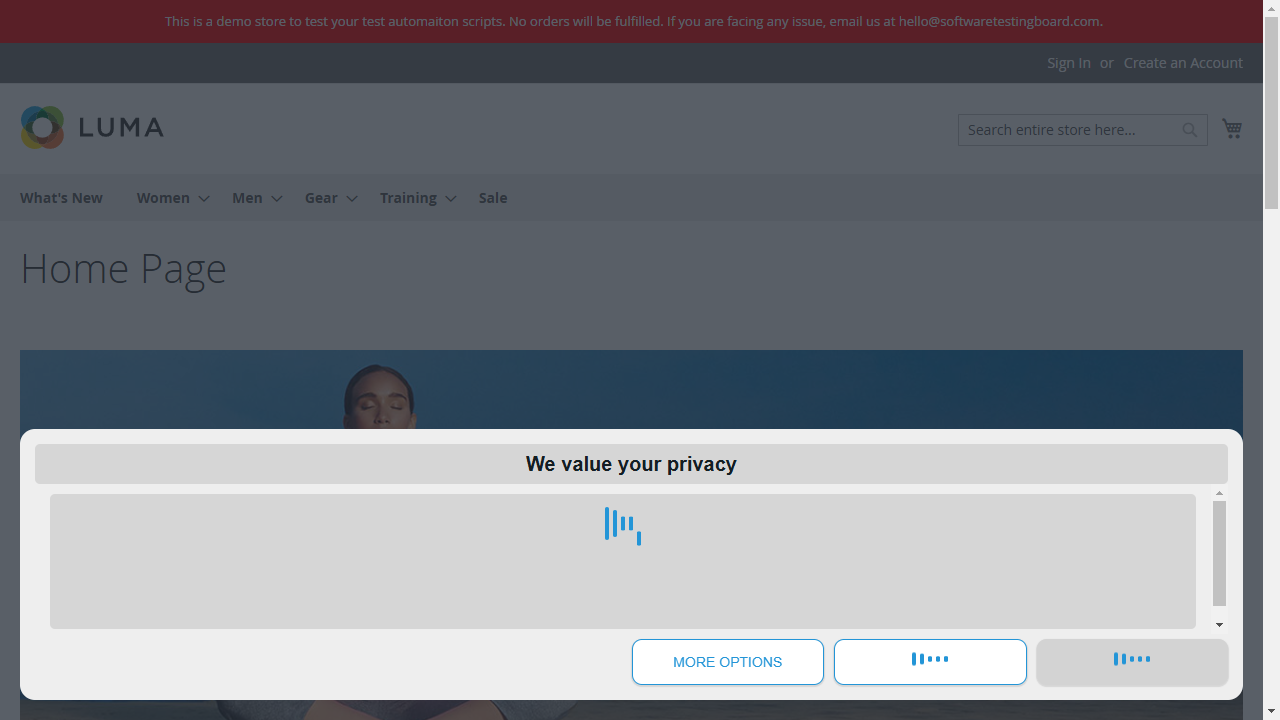 This is a demo store to test your test automaiton scripts. No orders will be fulfilled. If you are facing any issue, email us at hello@softwaretestingboard.com.
Sign In or Create an Account
LUMA
Search entire store here...
What's New Women Men Gear Training Sale
Home Page
We value your privacy
MORE OPTIONS